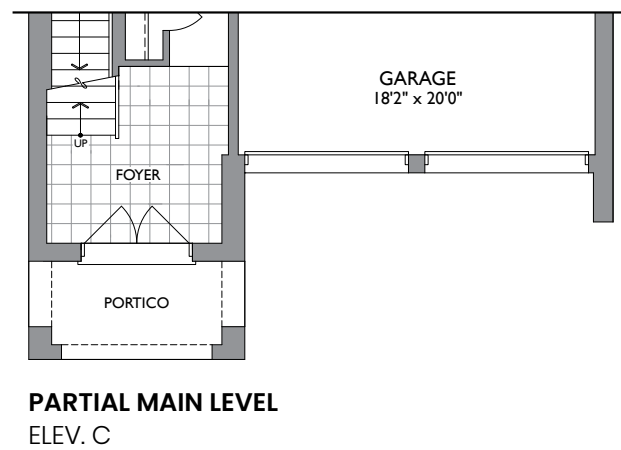 GARAGE
18'2" x 20'0"
UP
FOYER
PORTICO
PARTIAL MAIN LEVEL
ELEV. C